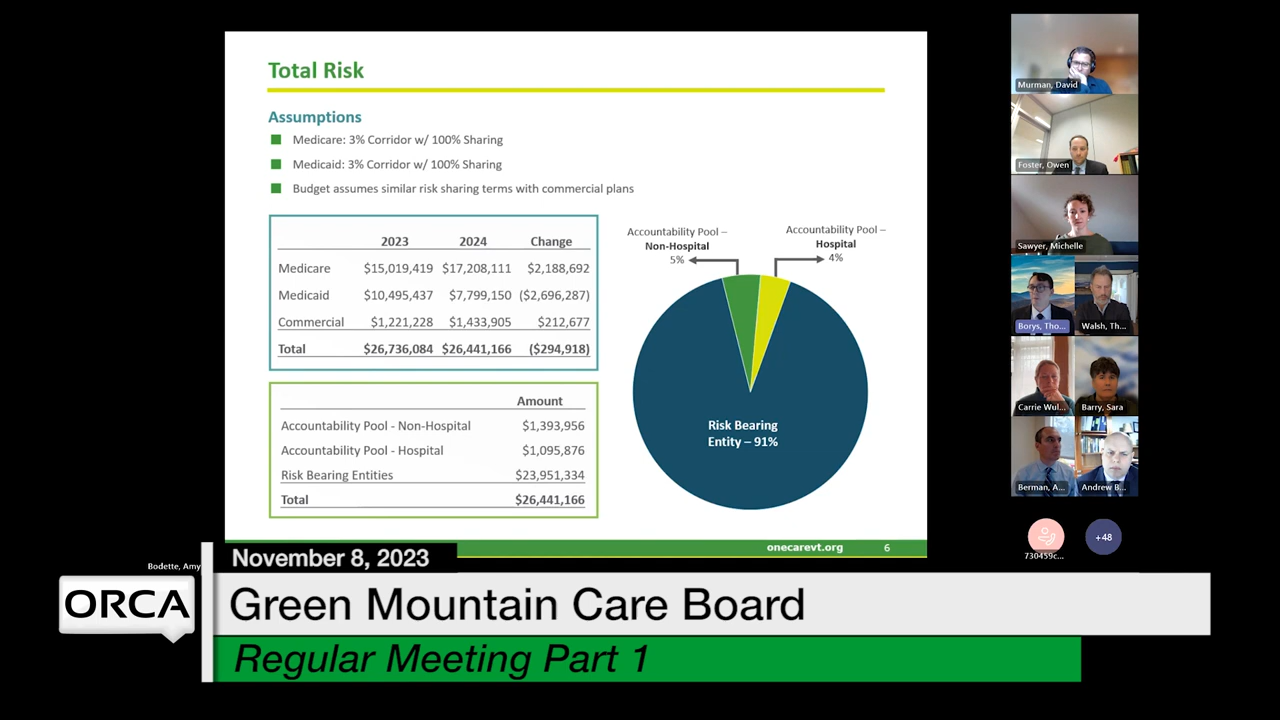 Total Risk
Assumptions
Medicare: 3% Corridor w/ 100% Sharing
Medicaid: 3% Corridor w/ 100% Sharing
Budget assumes similar risk sharing terms with commercial plans
2023 2024 Change
Medicare $15,019,419 $17,208,111 $2,188,692
Medicaid $10,495,437 $7,799,150 ($2,696,287)
Commercial $1,221,228 $1,433,905 $212,677
Total $26,736,084 $26,441,166 ($294,918)
Amount
Accountability Pool - Non-Hospital $1,393,956
Accountability Pool - Hospital $1,095,876
Risk Bearing Entities $23,951,334
Total $26,441,166
Accountability Pool –
Non-Hospital
5%
Accountability Pool –
Hospital
4%
Risk Bearing
Entity – 91%
onecarevt.org 6
Murman, David
Foster, Owen
Sawyer, Michelle
Borys, Tho... Walsh, Th...
Carrie Wul... Barry, Sara
Berman, A... Andrew B...
+48
730459c...
Bodette, Amy
ORCA
November 8, 2023
Green Mountain Care Board
Regular Meeting Part 1